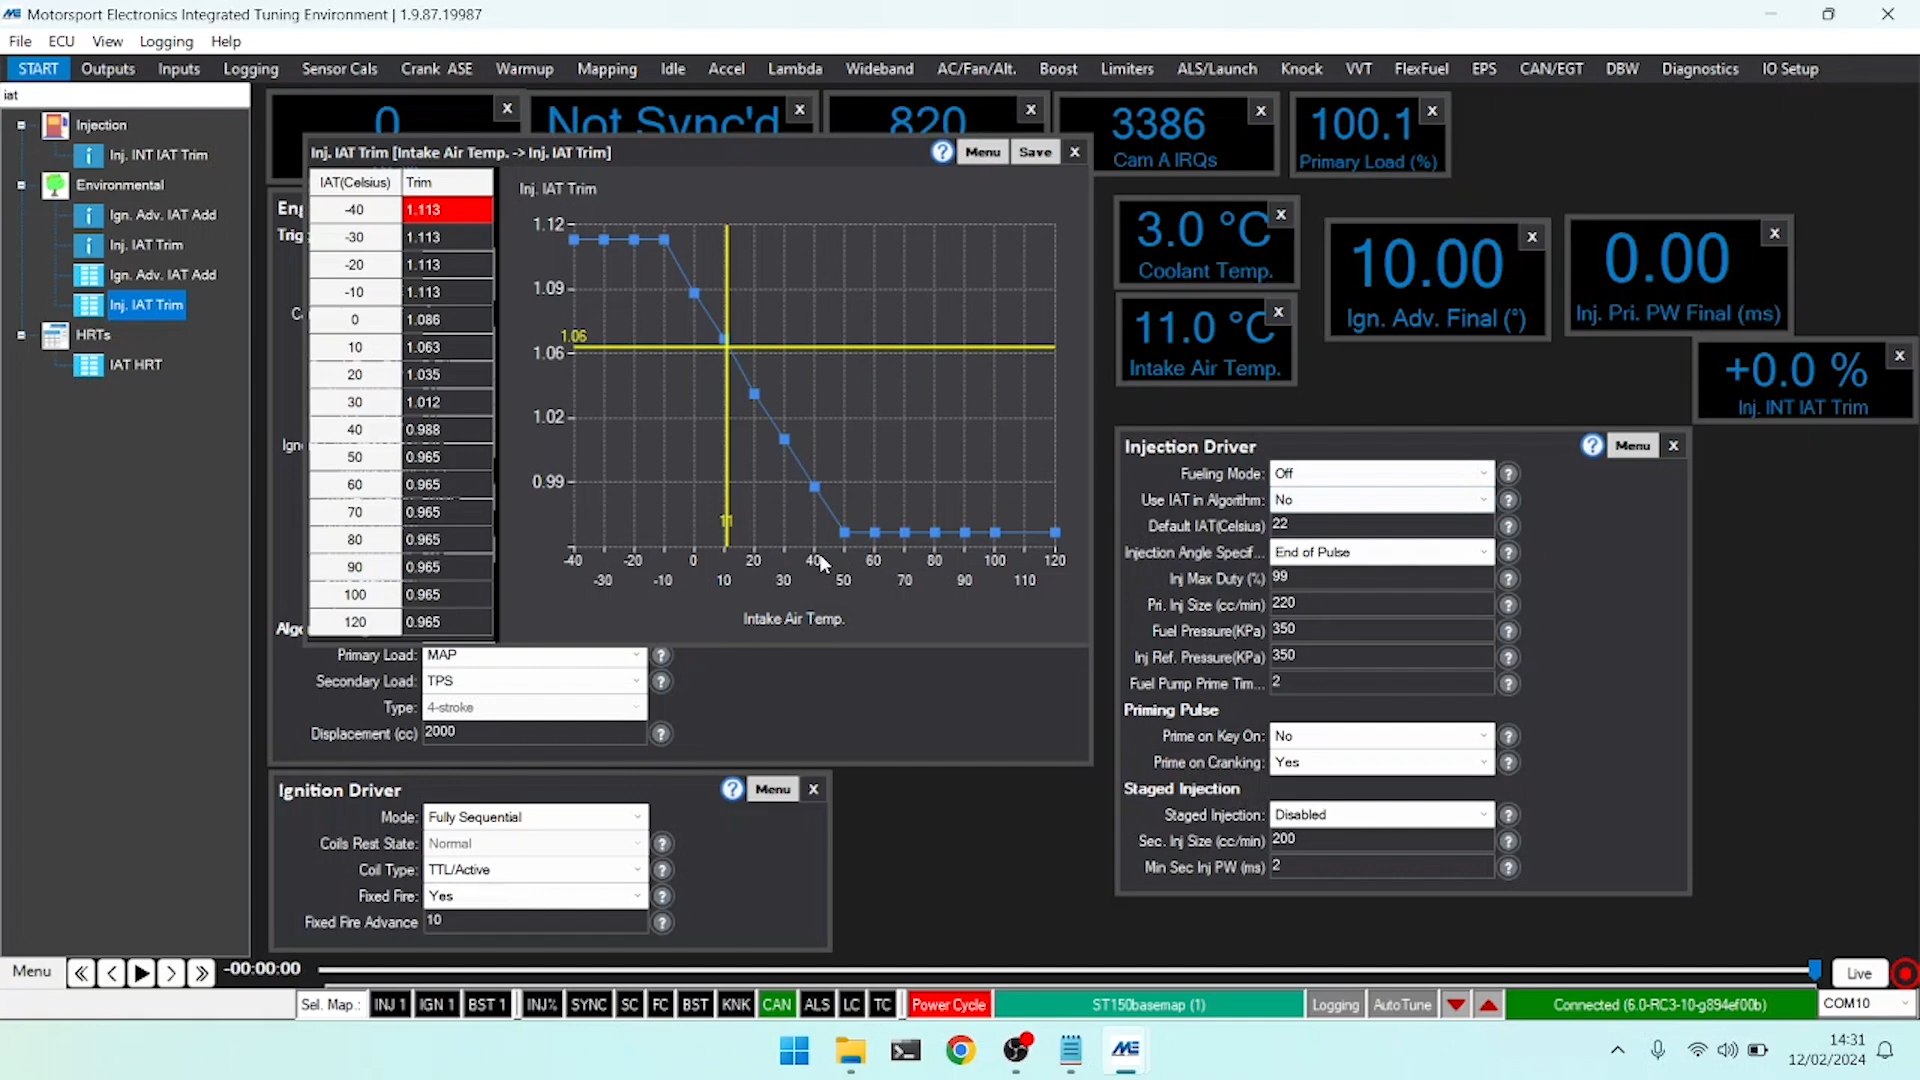 Motorsport Electronics Integrated Tuning Environment | 1.9.87.19987
File ECU View Logging Help
START Outputs Inputs Logging Sensor Cals Crank ASE Warmup Mapping Idle Accel Lambda Wideband AC/Fan/Alt. Boost Limiters ALS/Launch Knock VVT FlexFuel EPS CAN/EGT DBW Diagnostics IO Setup
iat
Injection
Inj. INT IAT Trim
Environmental
Ign. Adv. IAT Add
Inj. IAT Trim
Ign. Adv. IAT Add
Inj. IAT Trim
HRTs
IAT HRT
0
Not Sync'd
820
3386
Cam A IRQs
100.1
Primary Load (%)
3.0 °C
Coolant Temp.
11.0 °C
Intake Air Temp.
10.00
Ign. Adv. Final (°)
0.00
Inj. Pri. PW Final (ms)
+0.0 %
Inj. INT IAT Trim
Inj. IAT Trim [Intake Air Temp. -> Inj. IAT Trim] ? Menu Save X
IAT(Celsius) Trim
-40 1.113
-30 1.113
-20 1.113
-10 1.113
0 1.086
10 1.063
20 1.035
30 1.012
40 0.988
50 0.965
60 0.965
70 0.965
80 0.965
90 0.965
100 0.965
120 0.965
Inj. IAT Trim
1.12
1.09
1.06
1.06
1.02
0.99
11
-40 -20 0 20 40 60 80 100 120
-30 -10 10 30 50 70 90 110
Intake Air Temp.
Eng
Trig
C
Igno
Algo
Primary Load: MAP
Secondary Load: TPS
Type: 4-stroke
Displacement (cc) 2000
Ignition Driver ? Menu X
Mode: Fully Sequential
Coils Rest State: Normal
Coil Type: TTL/Active
Fixed Fire: Yes
Fixed Fire Advance 10
Injection Driver ? Menu X
Fueling Mode: Off
Use IAT in Algorithm: No
Default IAT(Celsius) 22
Injection Angle Specif... End of Pulse
Inj Max Duty (%) 99
Pri. Inj Size (cc/min) 220
Fuel Pressure(KPa) 350
Inj Ref. Pressure(KPa) 350
Fuel Pump Prime Tim... 2
Priming Pulse
Prime on Key On: No
Prime on Cranking: Yes
Staged Injection
Staged Injection: Disabled
Sec. Inj Size (cc/min) 200
Min Sec Inj PW (ms) 2
Menu -00:00:00 Live
Sel. Map : INJ 1 IGN 1 BST 1 INJ% SYNC SC FC BST KNK CAN ALS LC TC Power Cycle ST150basemap (1) Logging AutoTune Connected (6.0-RC3-10-g894ef00b) COM10
14:31
12/02/2024